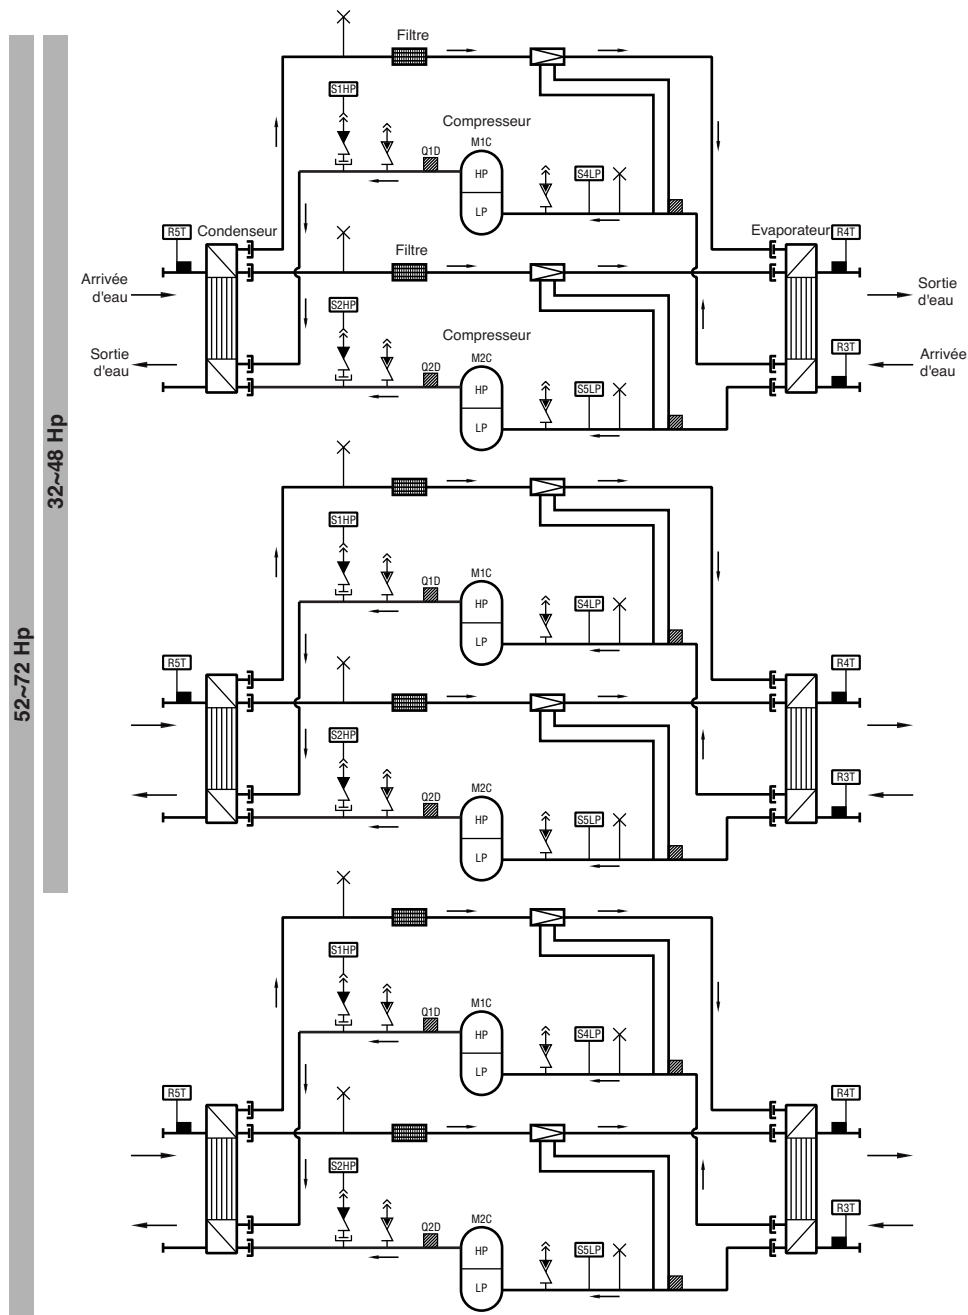 Filtre
S1HP
Compresseur
M1C
Q1D
HP
S4LP
LP
R5T
Condenseur
Evaporateur
R4T
Filtre
Arrivée
d'eau
Sortie
d'eau
S2HP
Compresseur
Sortie
d'eau
R3T
Arrivée
d'eau
M2C
Q2D
HP
S5LP
LP
32~48 Hp
52~72 Hp
S1HP
M1C
Q1D
HP
S4LP
LP
R5T
R4T
S2HP
R3T
M2C
Q2D
HP
S5LP
LP
S1HP
M1C
Q1D
HP
S4LP
LP
R5T
R4T
S2HP
R3T
M2C
Q2D
HP
S5LP
LP